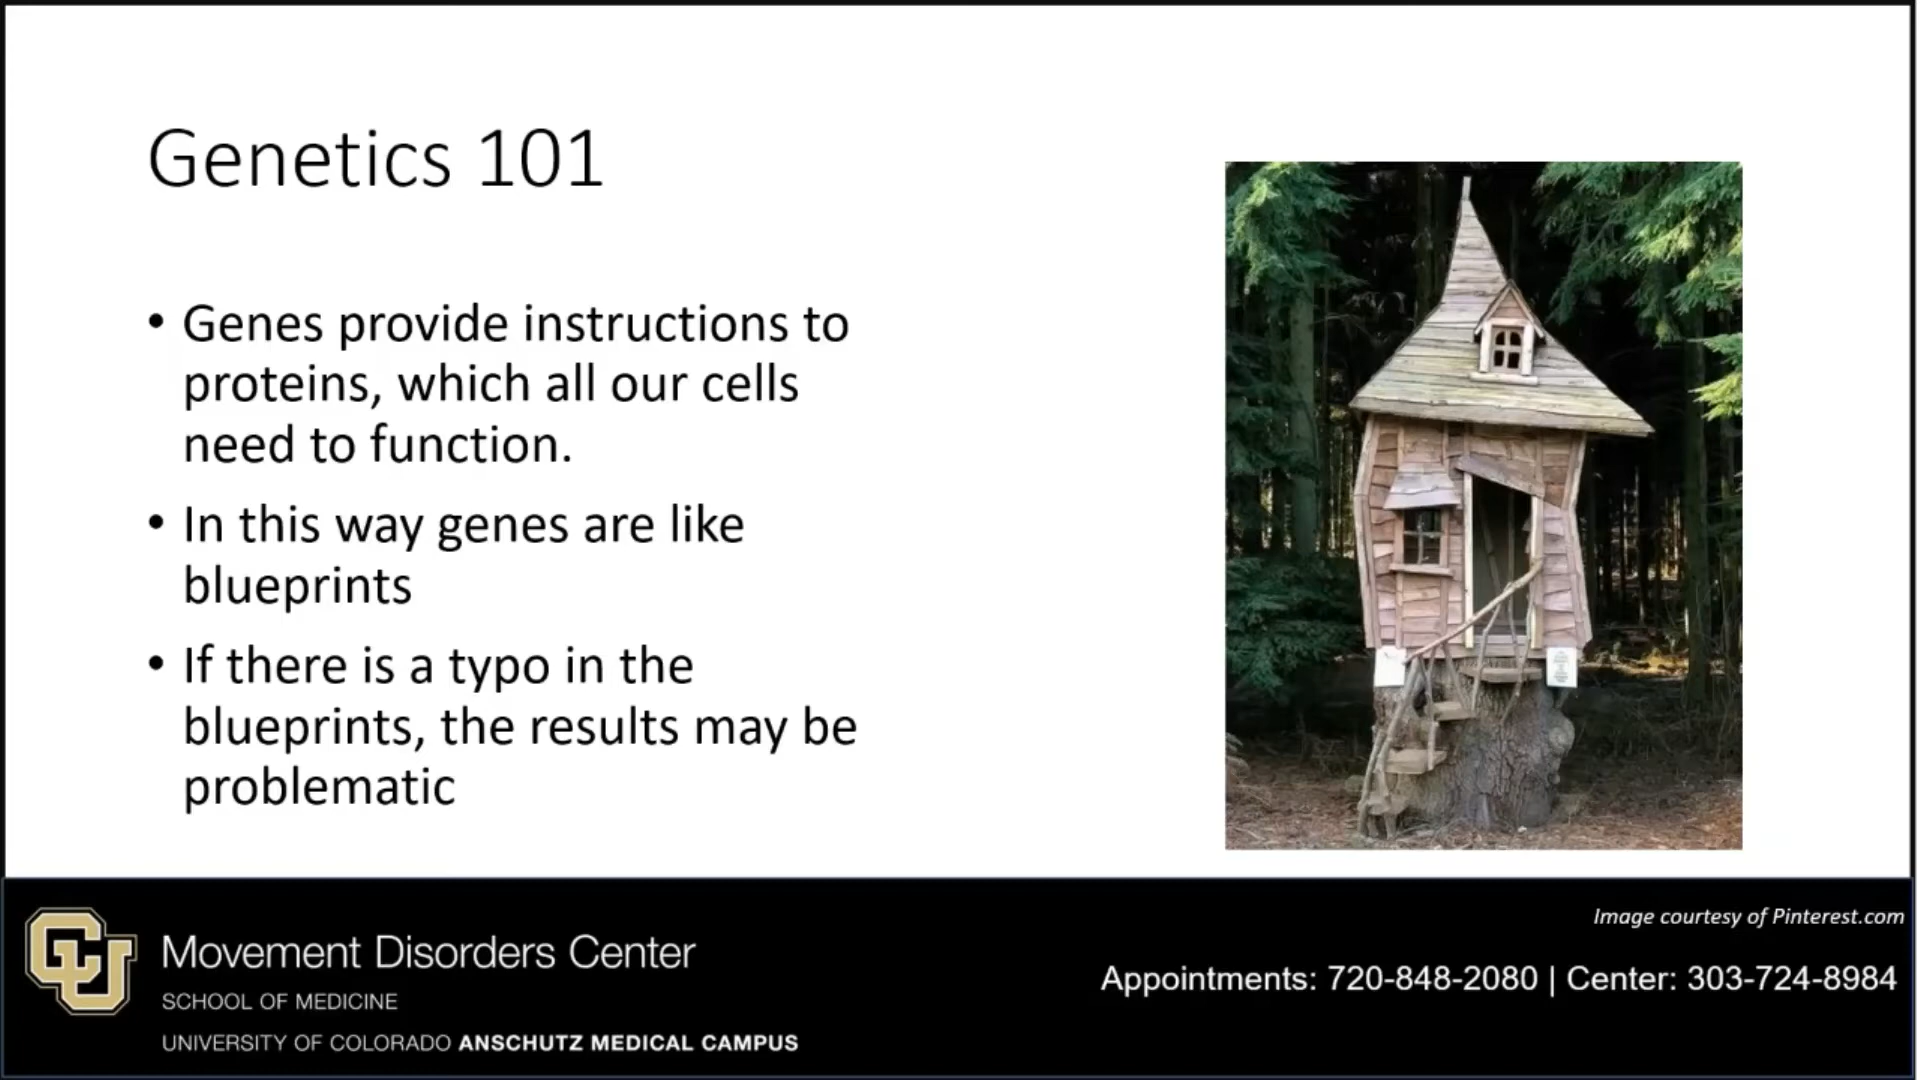 Genetics 101
• Genes provide instructions to
proteins, which all our cells
need to function.
• In this way genes are like
blueprints
• If there is a typo in the
blueprints, the results may be
problematic
Image courtesy of Pinterest.com
CU
Movement Disorders Center
SCHOOL OF MEDICINE
UNIVERSITY OF COLORADO ANSCHUTZ MEDICAL CAMPUS
Appointments: 720-848-2080 | Center: 303-724-8984